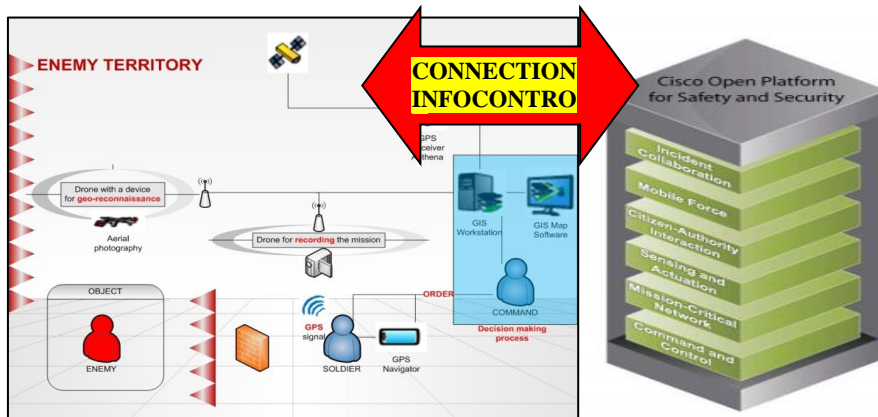 ENEMY TERRITORY
CONNECTION
INFOCONTRO
GPS
Drone with a device
for geo-reconnaissance
Aerial
photography
Drone for recording the mission
GIS
Workstation
GIS Map
Software
COMMAND
ORDER
Decision making
process
OBJECT
ENEMY
GPS
signal
SOLDIER
GPS
Navigator
Cisco Open Platform
for Safety and Security
Incident
Collaboration
Mobile Force
Citizen-Authority
Interaction
Sensing and
Actuation
Mission-Critical
Network
Command and
Control